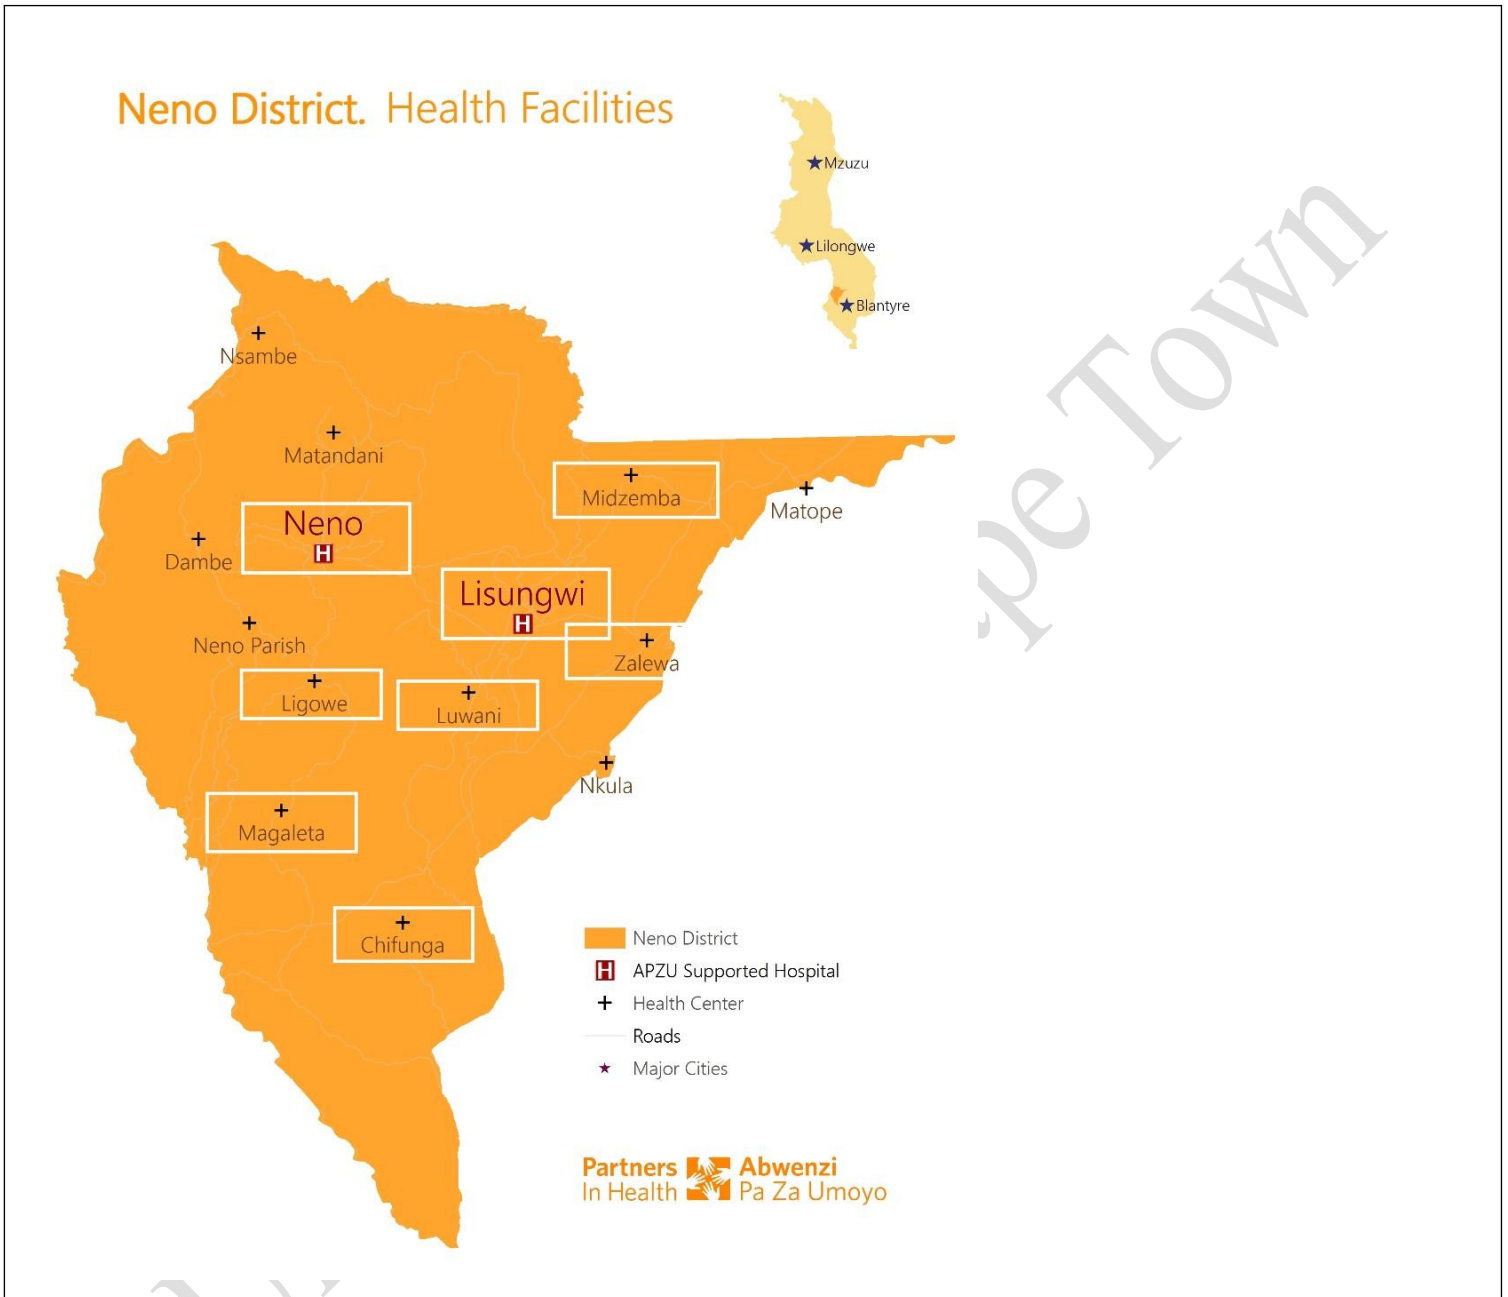 Neno District. Health Facilities
Mzuzu
Lilongwe
Blantyre
Nsambe
Matandani
Midzemba
Matope
Neno
H
Dambe
Lisungwi
H
Neno Parish
Zalewa
Ligowe
Luwani
Nkula
Magaleta
Chifunga
Neno District
H APZU Supported Hospital
Health Center
Roads
Major Cities
Partners In Health
Abwenzi Pa Za Umoyo
pe Town